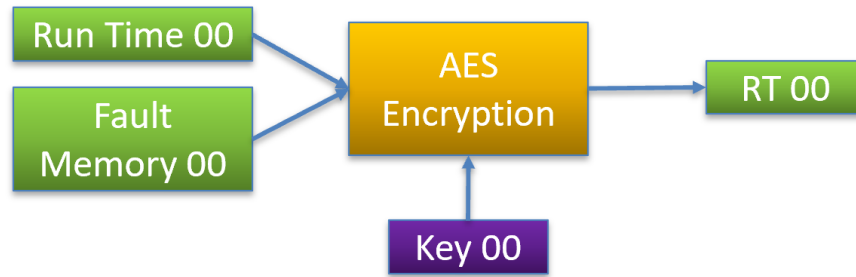 Run Time 00
Fault
Memory 00
AES
Encryption
RT 00
Key 00